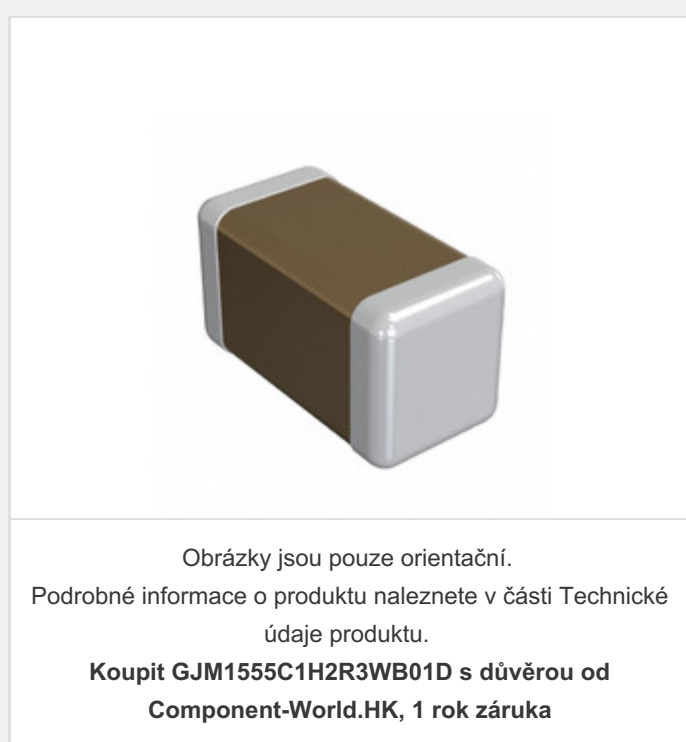 Obrázky jsou pouze orientační.
Podrobné informace o produktu naleznete v části Technické
údaje produktu.
Koupit GJM1555C1H2R3WB01D s důvěrou od
Component-World.HK, 1 rok záruka